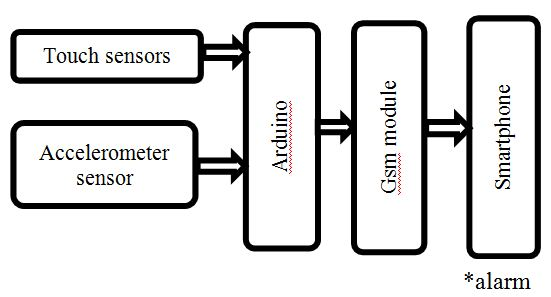 Touch sensors
Accelerometer
sensor
Arduino
Gsm module
Smartphone
*alarm